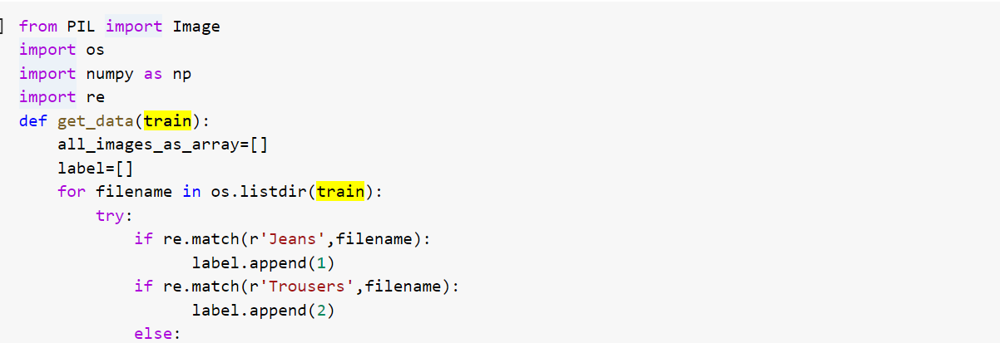 ] from PIL import Image
import os
import numpy as np
import re
def get_data(train):
    all_images_as_array=[]
    label=[]
    for filename in os.listdir(train):
        try:
            if re.match(r'Jeans',filename):
                  label.append(1)
            if re.match(r'Trousers',filename):
                  label.append(2)
            else: